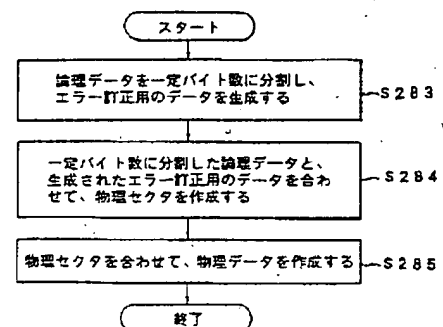 スタート
論理データを一定バイト数に分割し、
エラー訂正用のデータを生成する
S283
一定バイト数に分割した論理データと、
生成されたエラー訂正用のデータを合わ
せて、物理セクタを作成する
S284
物理セクタを合わせて、物理データを作成する
S285
終了